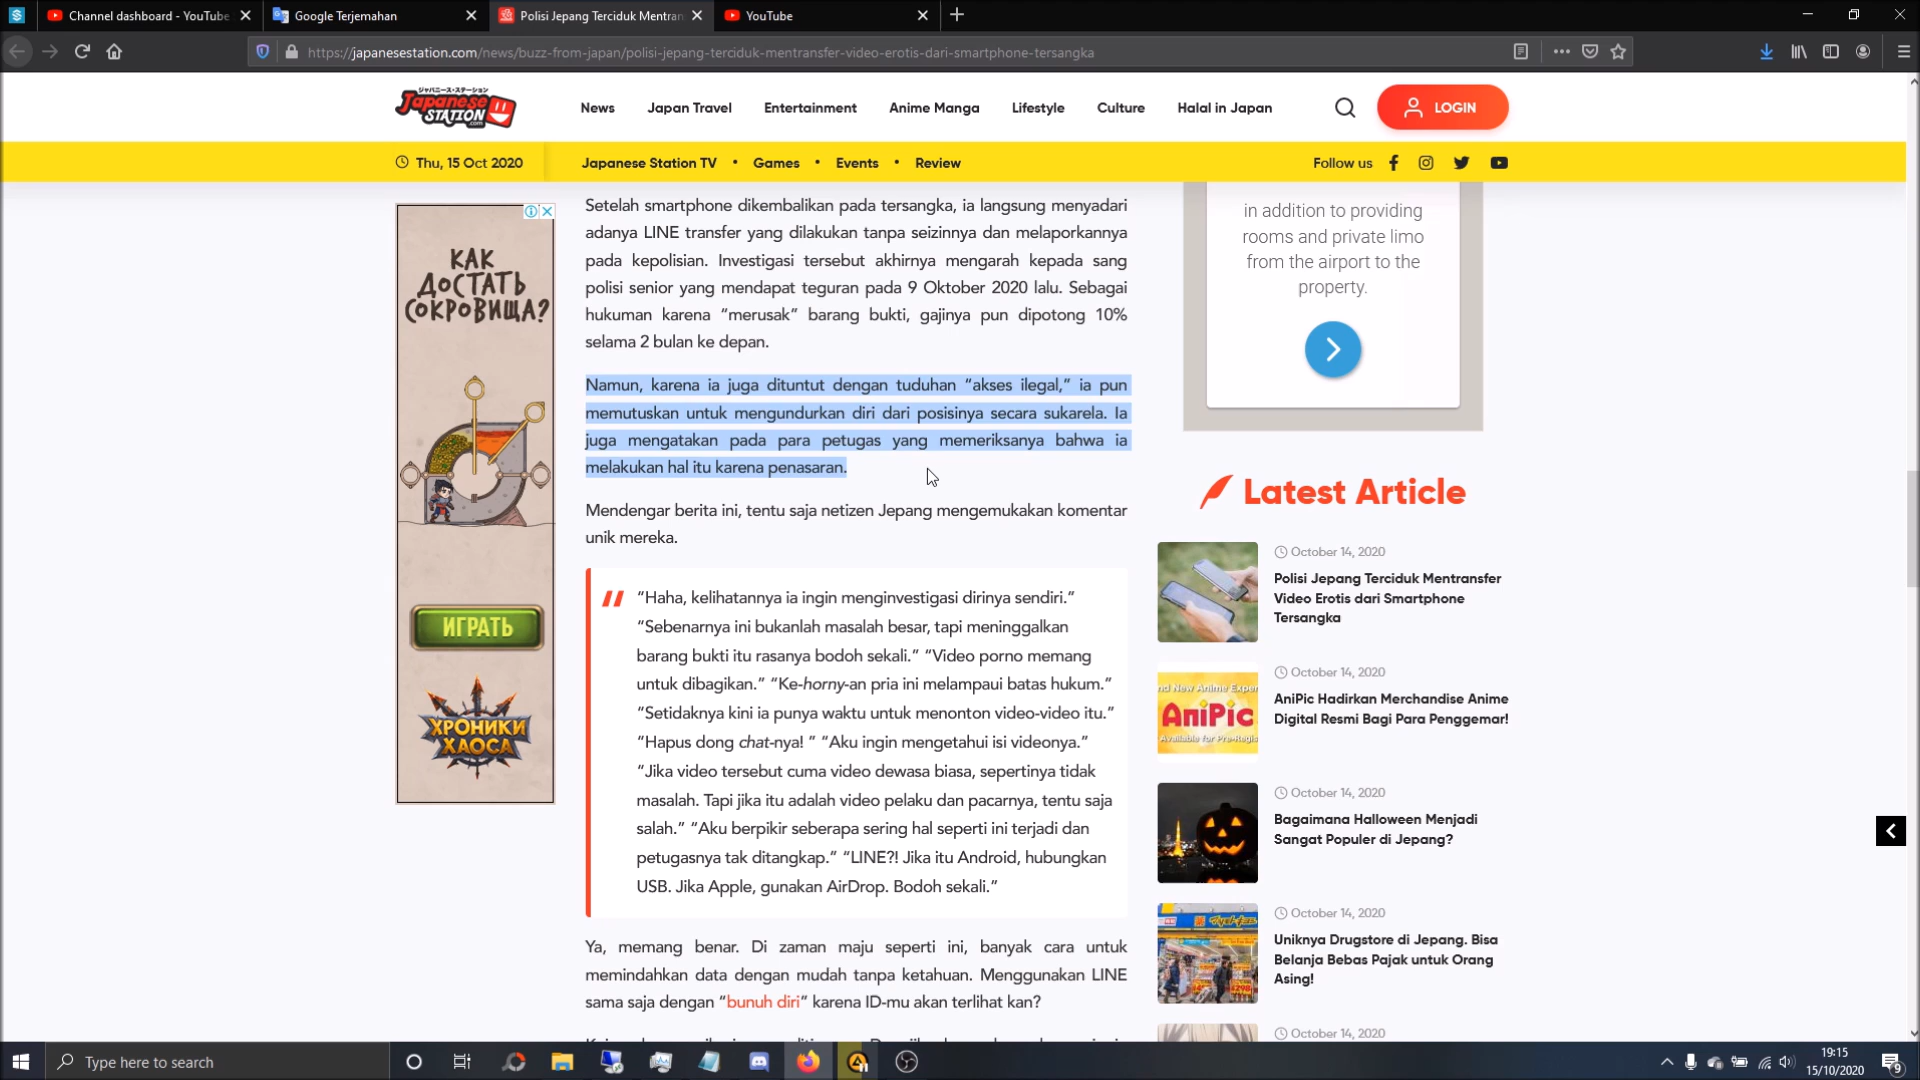 Channel dashboard - YouTube
Google Terjemahan
Polisi Jepang Terciduk Mentran
YouTube
https://japanesestation.com/news/buzz-from-japan/polisi-jepang-terciduk-mentransfer-video-erotis-dari-smartphone-tersangka
ジャパニーズ・ステーション
Japanese
STATION.com
News
Japan Travel
Entertainment
Anime Manga
Lifestyle
Culture
Halal in Japan
LOGIN
Thu, 15 Oct 2020
Japanese Station TV • Games • Events • Review
Follow us
КАК
ДОСТАТЬ
СОКРОВИЩА?
ИГРАТЬ
ХРОНИКИ
ХАОСА
Setelah smartphone dikembalikan pada tersangka, ia langsung menyadari
adanya LINE transfer yang dilakukan tanpa seizinnya dan melaporkannya
pada kepolisian. Investigasi tersebut akhirnya mengarah kepada sang
polisi senior yang mendapat teguran pada 9 Oktober 2020 lalu. Sebagai
hukuman karena “merusak” barang bukti, gajinya pun dipotong 10%
selama 2 bulan ke depan.
Namun, karena ia juga dituntut dengan tuduhan “akses ilegal,” ia pun
memutuskan untuk mengundurkan diri dari posisinya secara sukarela. Ia
juga mengatakan pada para petugas yang memeriksanya bahwa ia
melakukan hal itu karena penasaran.
Mendengar berita ini, tentu saja netizen Jepang mengemukakan komentar
unik mereka.
“Haha, kelihatannya ia ingin menginvestigasi dirinya sendiri.”
“Sebenarnya ini bukanlah masalah besar, tapi meninggalkan
barang bukti itu rasanya bodoh sekali.” “Video porno memang
untuk dibagikan.” “Ke-horny-an pria ini melampaui batas hukum.”
“Setidaknya kini ia punya waktu untuk menonton video-video itu.”
“Hapus dong chat-nya! ” “Aku ingin mengetahui isi videonya.”
“Jika video tersebut cuma video dewasa biasa, sepertinya tidak
masalah. Tapi jika itu adalah video pelaku dan pacarnya, tentu saja
salah.” “Aku berpikir seberapa sering hal seperti ini terjadi dan
petugasnya tak ditangkap.” “LINE?! Jika itu Android, hubungkan
USB. Jika Apple, gunakan AirDrop. Bodoh sekali.”
Ya, memang benar. Di zaman maju seperti ini, banyak cara untuk
memindahkan data dengan mudah tanpa ketahuan. Menggunakan LINE
sama saja dengan “bunuh diri“ karena ID-mu akan terlihat kan?
in addition to providing
rooms and private limo
from the airport to the
property.
Latest Article
October 14, 2020
Polisi Jepang Terciduk Mentransfer
Video Erotis dari Smartphone
Tersangka
October 14, 2020
AniPic Hadirkan Merchandise Anime
Digital Resmi Bagi Para Penggemar!
AniPic
October 14, 2020
Bagaimana Halloween Menjadi
Sangat Populer di Jepang?
October 14, 2020
Uniknya Drugstore di Jepang. Bisa
Belanja Bebas Pajak untuk Orang
Asing!
October 14, 2020
Type here to search
19:15
15/10/2020
9